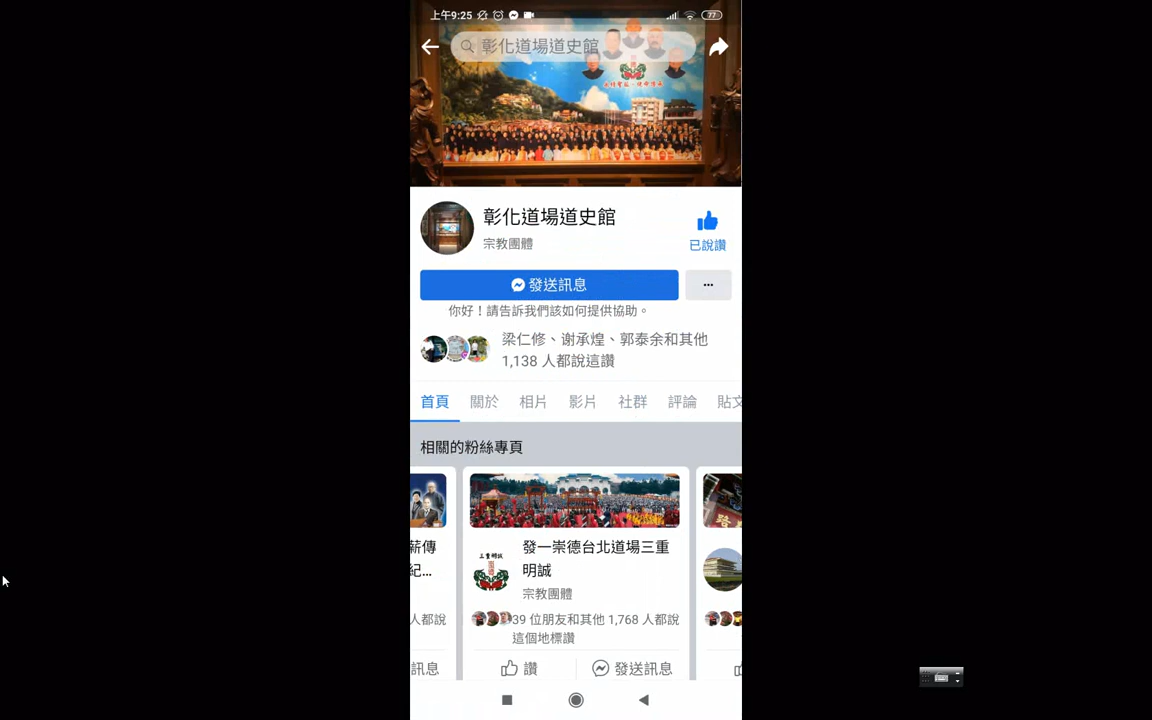 上午9:25
77
彰化道場道史館
彰化道場道史館
宗教團體
已說讚
發送訊息
你好！請告訴我們該如何提供協助。
梁仁修、谢承煌、郭泰余和其他
1,138 人都說這讚
首頁 關於 相片 影片 社群 評論 貼文
相關的粉絲專頁
薪傳
紀...
人都說
訊息
發一崇德台北道場三重
明誠
宗教團體
39 位朋友和其他 1,768 人都說
這個地標讚
讚 發送訊息